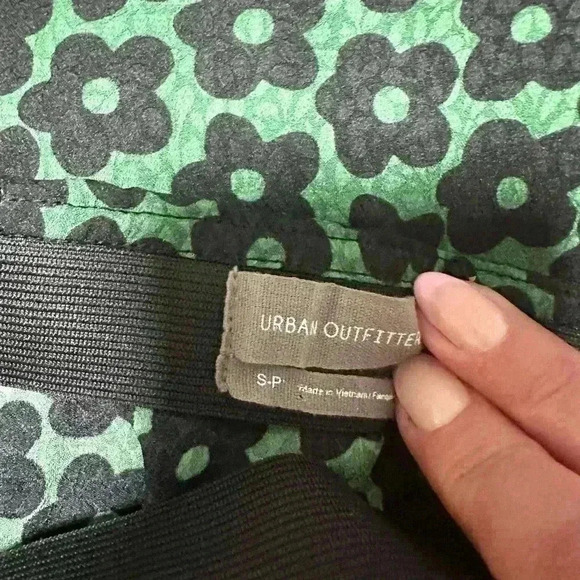 URBAN OUTFITTER
S-P
Made in Vietnam/